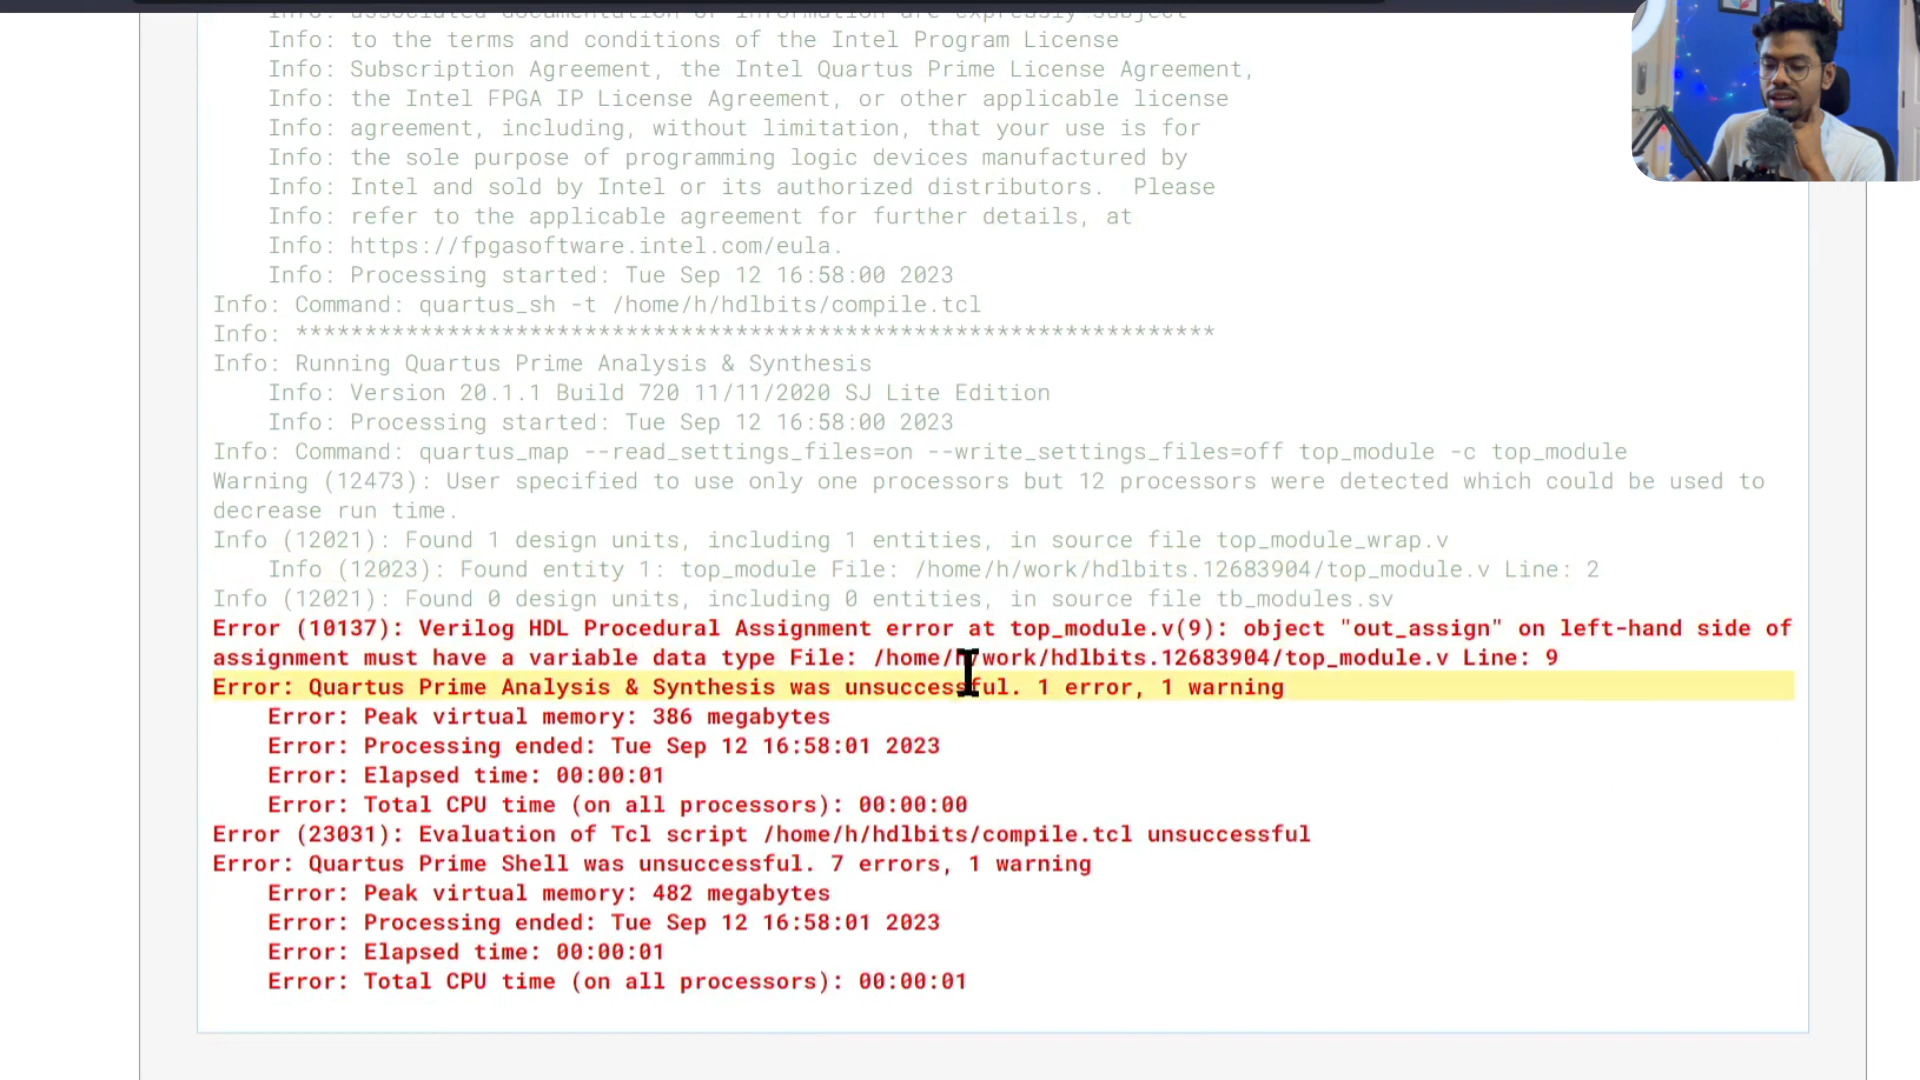 Info: associated documentation or information are expressly subject
Info: to the terms and conditions of the Intel Program License
Info: Subscription Agreement, the Intel Quartus Prime License Agreement,
Info: the Intel FPGA IP License Agreement, or other applicable license
Info: agreement, including, without limitation, that your use is for
Info: the sole purpose of programming logic devices manufactured by
Info: Intel and sold by Intel or its authorized distributors.  Please
Info: refer to the applicable agreement for further details, at
Info: https://fpgasoftware.intel.com/eula.
Info: Processing started: Tue Sep 12 16:58:00 2023
Info: Command: quartus_sh -t /home/h/hdlbits/compile.tcl
Info: *******************************************************************
Info: Running Quartus Prime Analysis & Synthesis
Info: Version 20.1.1 Build 720 11/11/2020 SJ Lite Edition
Info: Processing started: Tue Sep 12 16:58:00 2023
Info: Command: quartus_map --read_settings_files=on --write_settings_files=off top_module -c top_module
Warning (12473): User specified to use only one processors but 12 processors were detected which could be used to
decrease run time.
Info (12021): Found 1 design units, including 1 entities, in source file top_module_wrap.v
Info (12023): Found entity 1: top_module File: /home/h/work/hdlbits.12683904/top_module.v Line: 2
Info (12021): Found 0 design units, including 0 entities, in source file tb_modules.sv
Error (10137): Verilog HDL Procedural Assignment error at top_module.v(9): object "out_assign" on left-hand side of
assignment must have a variable data type File: /home/h/work/hdlbits.12683904/top_module.v Line: 9
Error: Quartus Prime Analysis & Synthesis was unsuccessful. 1 error, 1 warning
Error: Peak virtual memory: 386 megabytes
Error: Processing ended: Tue Sep 12 16:58:01 2023
Error: Elapsed time: 00:00:01
Error: Total CPU time (on all processors): 00:00:00
Error (23031): Evaluation of Tcl script /home/h/hdlbits/compile.tcl unsuccessful
Error: Quartus Prime Shell was unsuccessful. 7 errors, 1 warning
Error: Peak virtual memory: 482 megabytes
Error: Processing ended: Tue Sep 12 16:58:01 2023
Error: Elapsed time: 00:00:01
Error: Total CPU time (on all processors): 00:00:01